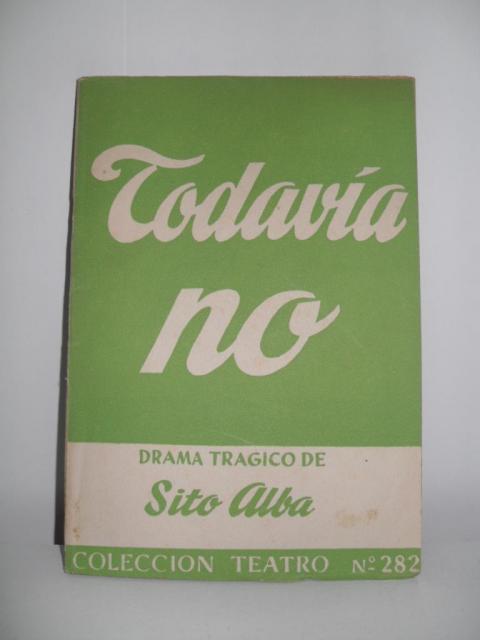 Todavía
no
DRAMA TRAGICO DE
Sito Alba
COLECCION TEATRO Nº 282